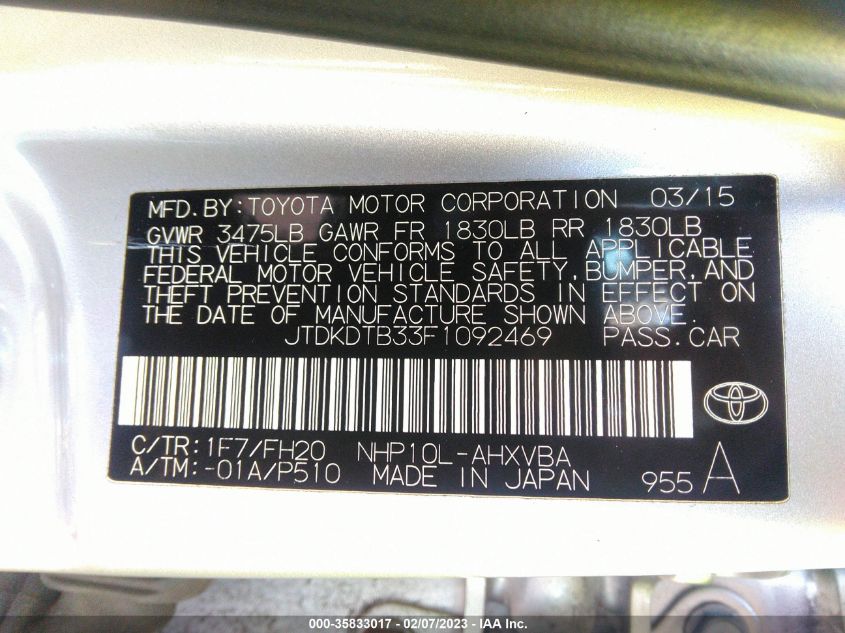 MFD.BY:TOYOTA MOTOR CORPORATION 03/15
GVWR 3475LB GAWR FR 1830LB RR 1830LB
THIS VEHICLE CONFORMS TO ALL APPLICABLE
FEDERAL MOTOR VEHICLE SAFETY,BUMPER,AND
THEFT PREVENTION STANDARDS IN EFFECT ON
THE DATE OF MANUFACTURE SHOWN ABOVE.
JTDKDTB33F1092469 PASS.CAR
C/TR:1F7/FH20 NHP10L-AHXVBA
A/TM:-01A/P510 MADE IN JAPAN 955 A
000-35833017 - 02/07/2023 - IAA Inc.